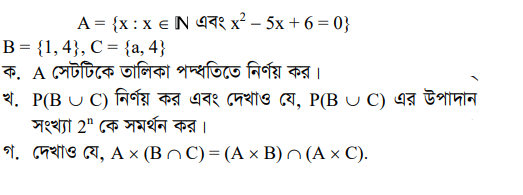 A = {x : x ∈ ℕ এবং x² – 5x + 6 = 0}
B = {1, 4}, C = {a, 4}
ক. A সেটটিকে তালিকা পদ্ধতিতে নির্ণয় কর।
খ. P(B ∪ C) নির্ণয় কর এবং দেখাও যে, P(B ∪ C) এর উপাদান
সংখ্যা 2ⁿ কে সমর্থন কর।
গ. দেখাও যে, A × (B ∩ C) = (A × B) ∩ (A × C).